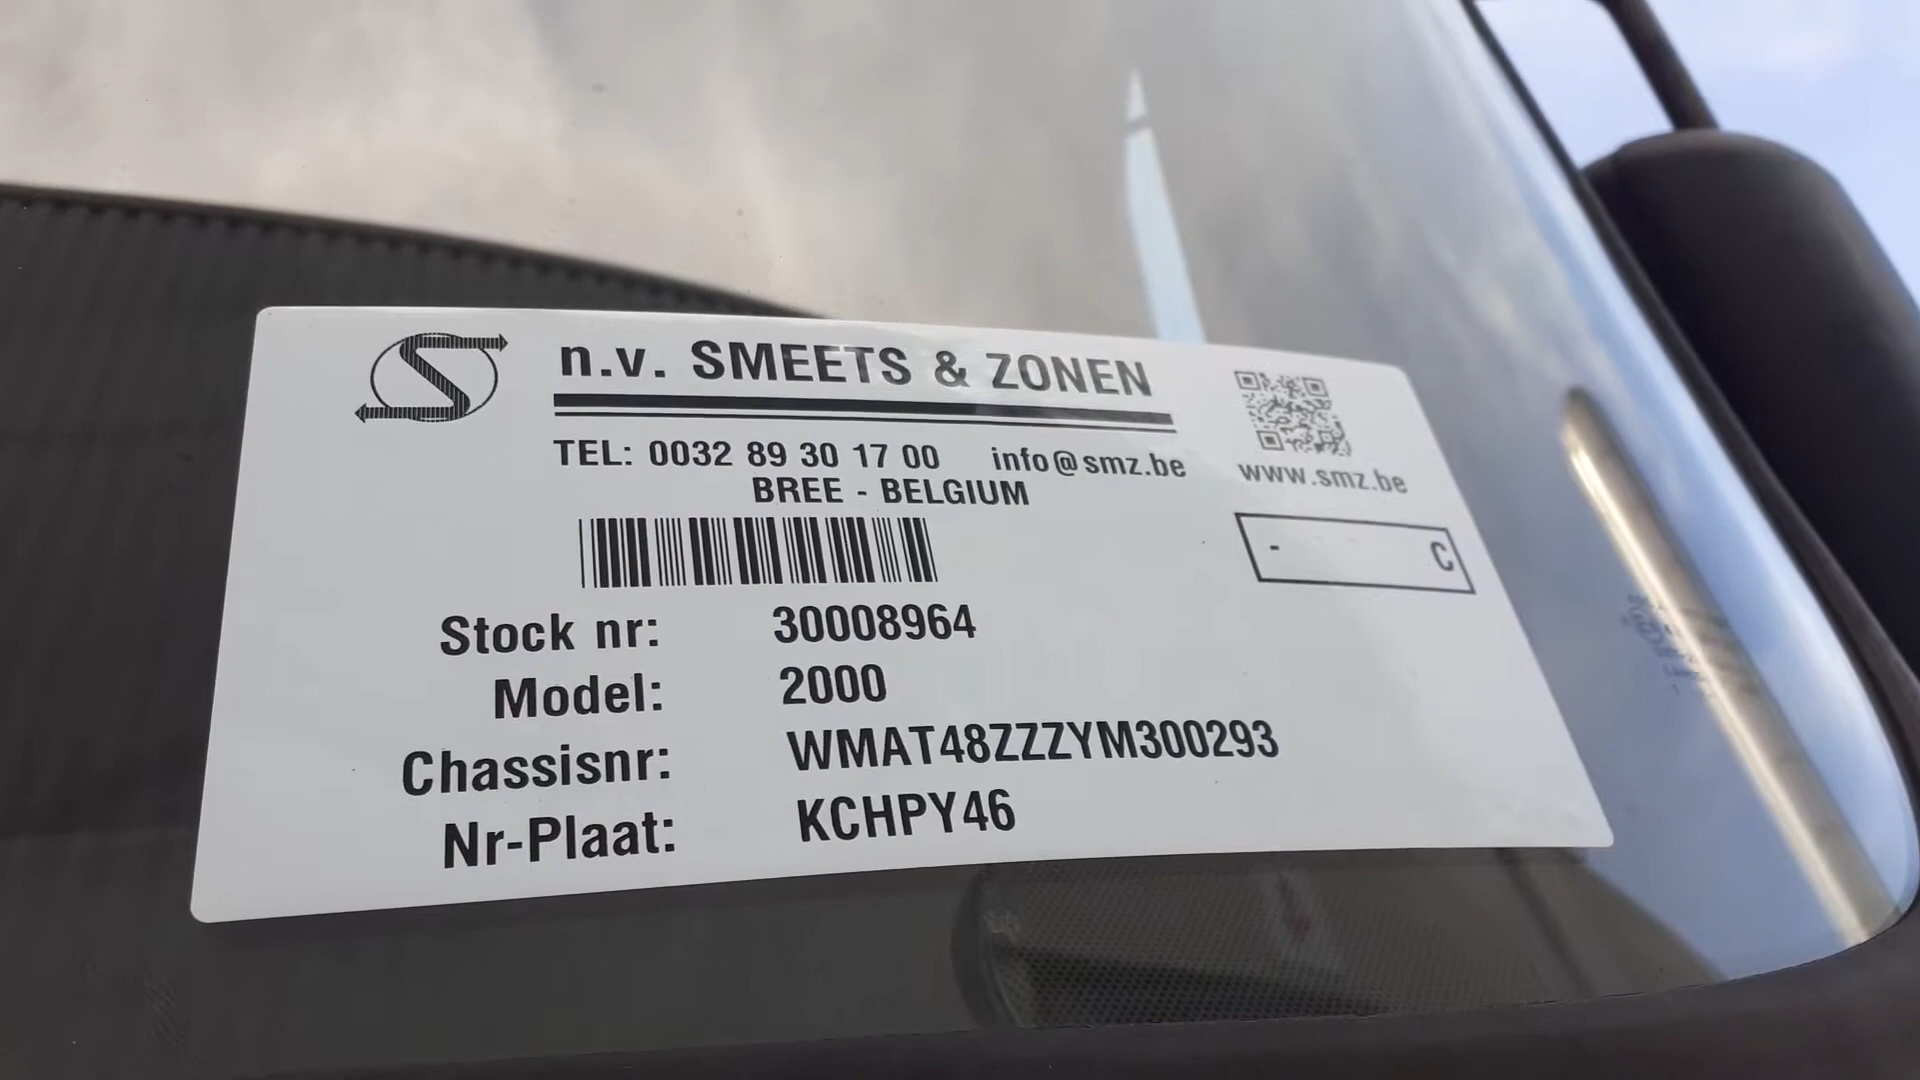 n.v. SMEETS & ZONEN
TEL: 0032 89 30 17 00 info@smz.be
BREE - BELGIUM
www.smz.be
- C
Stock nr: 30008964
Model: 2000
Chassisnr: WMAT48ZZZYM300293
Nr-Plaat: KCHPY46